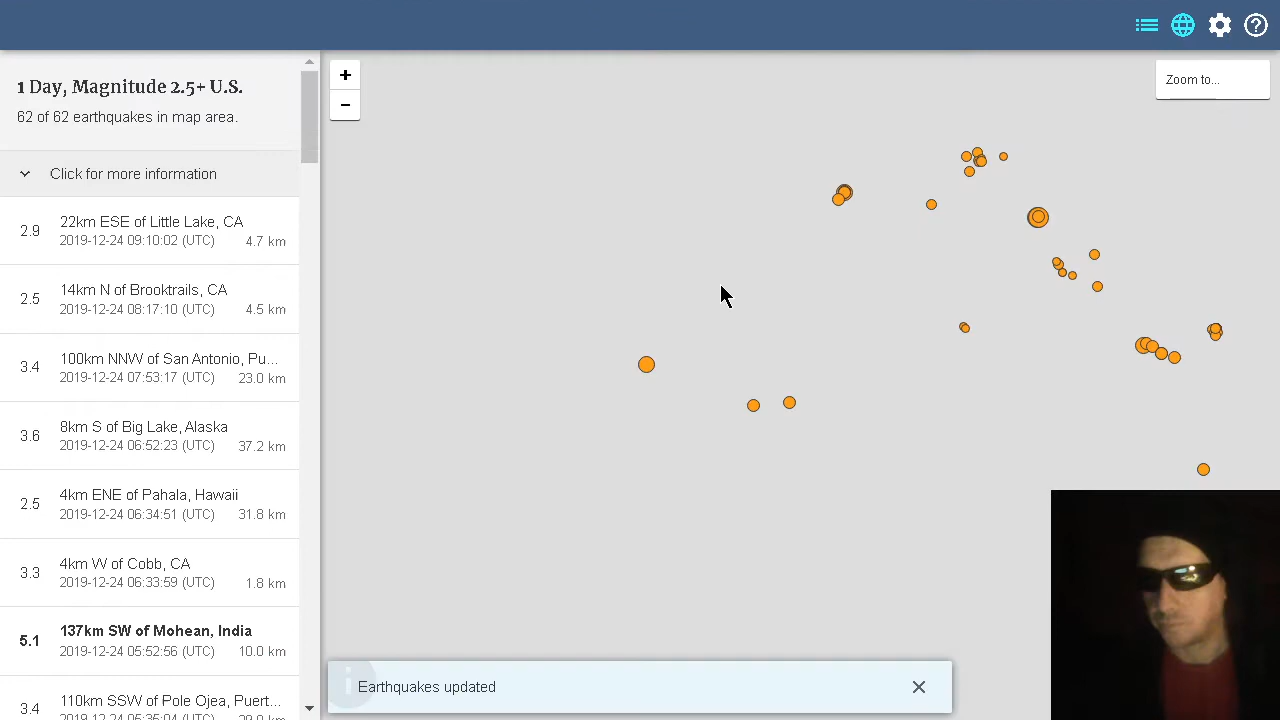 1 Day, Magnitude 2.5+ U.S.
62 of 62 earthquakes in map area.
Click for more information
2.9
22km ESE of Little Lake, CA
2019-12-24 09:10:02 (UTC)
4.7 km
2.5
14km N of Brooktrails, CA
2019-12-24 08:17:10 (UTC)
4.5 km
3.4
100km NNW of San Antonio, Pu...
2019-12-24 07:53:17 (UTC)
23.0 km
3.6
8km S of Big Lake, Alaska
2019-12-24 06:52:23 (UTC)
37.2 km
2.5
4km ENE of Pahala, Hawaii
2019-12-24 06:34:51 (UTC)
31.8 km
3.3
4km W of Cobb, CA
2019-12-24 06:33:59 (UTC)
1.8 km
5.1
137km SW of Mohean, India
2019-12-24 05:52:56 (UTC)
10.0 km
3.4
110km SSW of Pole Ojea, Puert...
2019-12-24 05:35:04 (UTC)
+
−
Zoom to...
Earthquakes updated